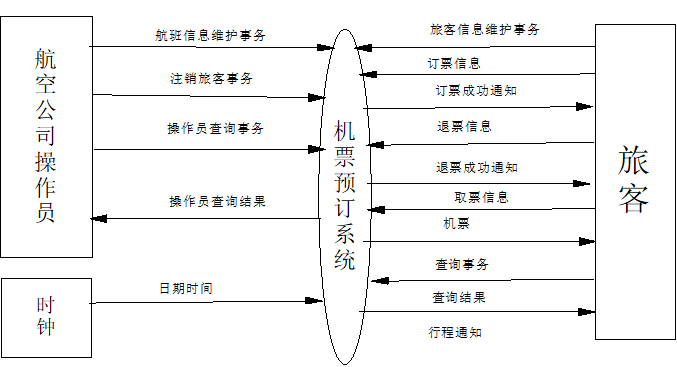 航空公司操作员
时钟
航班信息维护事务
注销旅客事务
操作员查询事务
操作员查询结果
日期时间
机票预订系统
旅客信息维护事务
订票信息
订票成功通知
退票信息
退票成功通知
取票信息
机票
查询事务
查询结果
行程通知
旅客